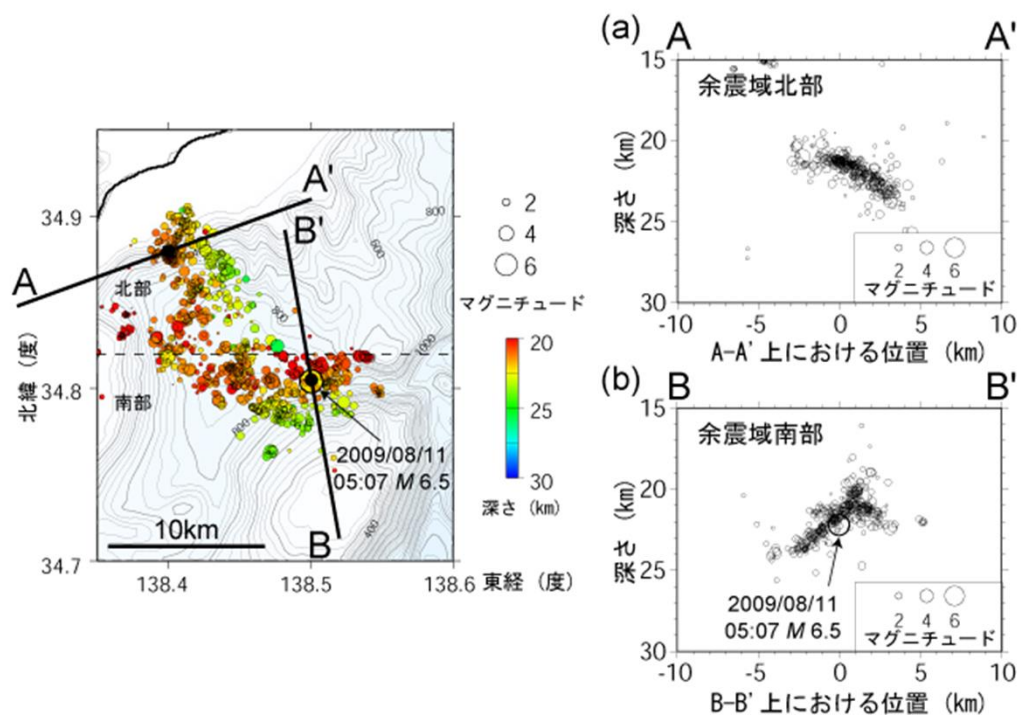 34.9
34.8
34.7
北緯 (度)
138.4
138.5
138.6
東経 (度)
A
A'
B'
B
北部
南部
800
600
800
1000
800
400
2009/08/11
05:07 M 6.5
10km
2
4
6
マグニチュード
20
25
30
深さ (km)
(a)
A
A'
余震域北部
15
20
25
30
深さ (km)
2 4 6
マグニチュード
-10 -5 0 5 10
A-A' 上における位置 (km)
(b)
B
B'
余震域南部
15
20
25
30
深さ (km)
2009/08/11
05:07 M 6.5
2 4 6
マグニチュード
-10 -5 0 5 10
B-B' 上における位置 (km)